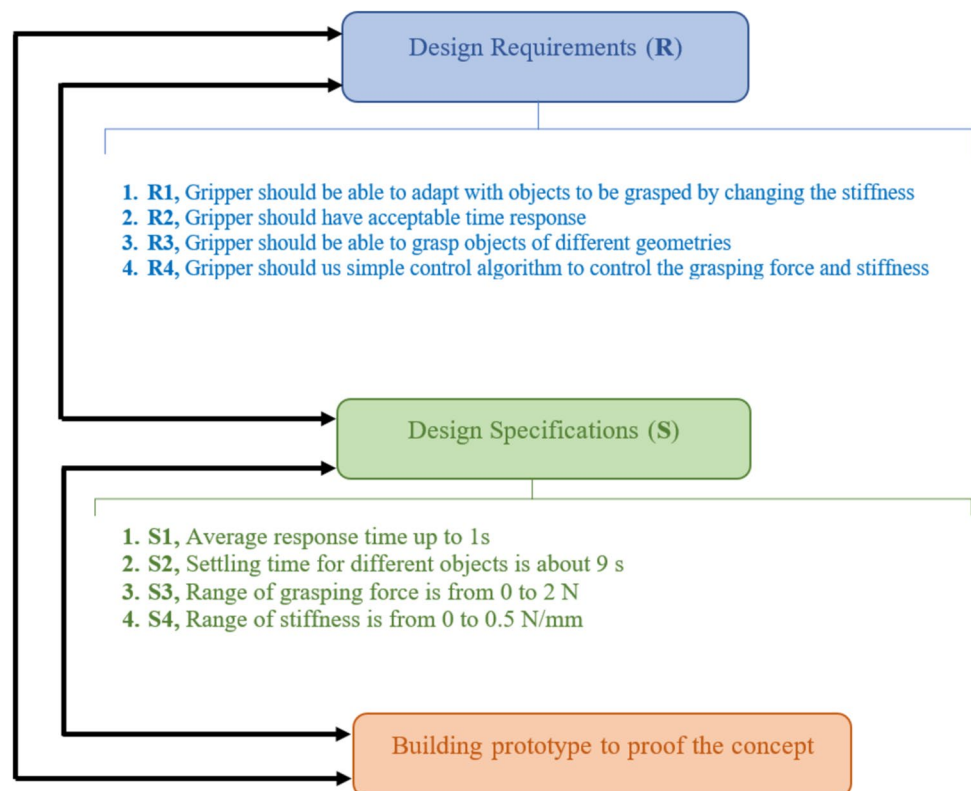 Design Requirements (R)
1. R1, Gripper should be able to adapt with objects to be grasped by changing the stiffness
2. R2, Gripper should have acceptable time response
3. R3, Gripper should be able to grasp objects of different geometries
4. R4, Gripper should us simple control algorithm to control the grasping force and stiffness
Design Specifications (S)
1. S1, Average response time up to 1s
2. S2, Settling time for different objects is about 9 s
3. S3, Range of grasping force is from 0 to 2 N
4. S4, Range of stiffness is from 0 to 0.5 N/mm
Building prototype to proof the concept